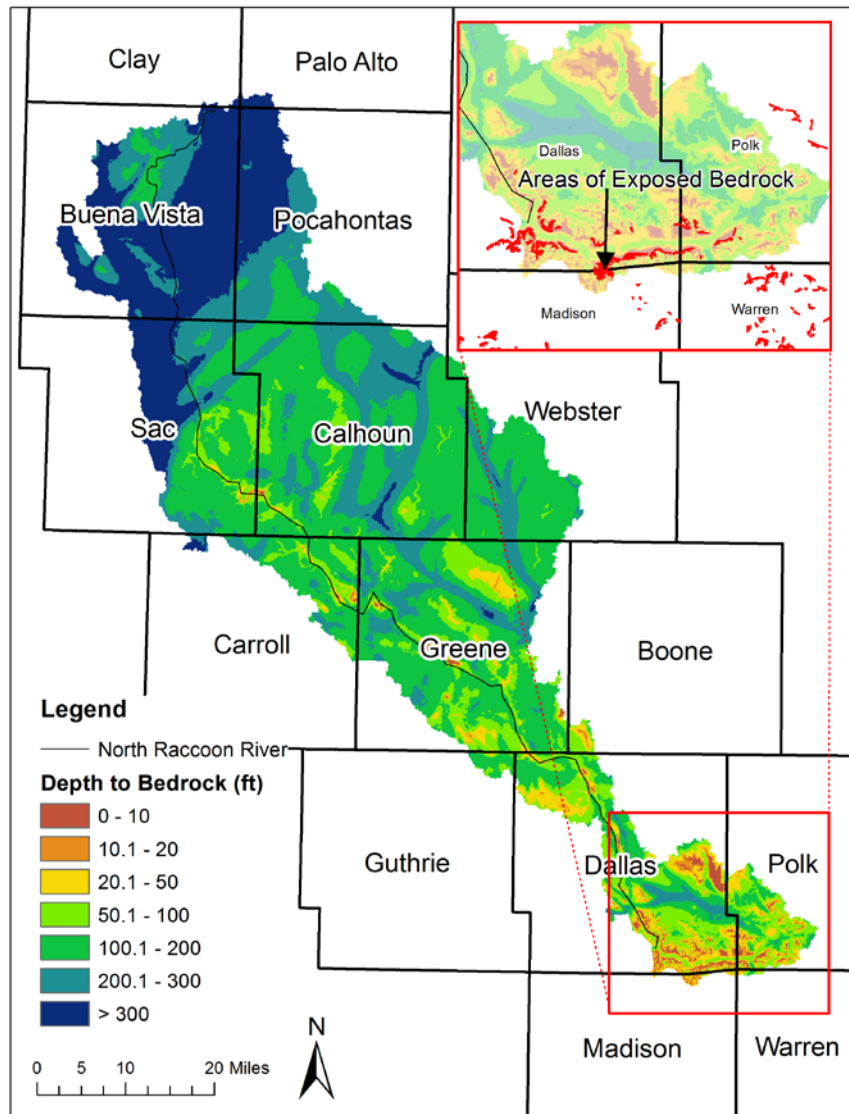 Clay
Palo Alto
Buena Vista
Pocahontas
Dallas
Polk
Areas of Exposed Bedrock
Madison
Warren
Sac
Calhoun
Webster
Carroll
Greene
Boone
Legend
North Raccoon River
Depth to Bedrock (ft)
0 - 10
10.1 - 20
20.1 - 50
50.1 - 100
100.1 - 200
200.1 - 300
> 300
Guthrie
Dallas
Polk
Madison
Warren
N
0 5 10 20 Miles